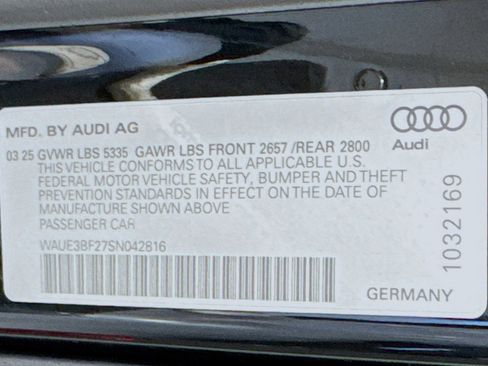 MFD. BY AUDI AG
Audi
03 25 GVWR LBS 5335 GAWR LBS FRONT 2657 /REAR 2800
THIS VEHICLE CONFORMS TO ALL APPLICABLE U.S.
FEDERAL MOTOR VEHICLE SAFETY, BUMPER AND THEFT
PREVENTION STANDARDS IN EFFECT ON THE DATE OF
MANUFACTURE SHOWN ABOVE
PASSENGER CAR
WAUE3BF27SN042816
1032169
GERMANY